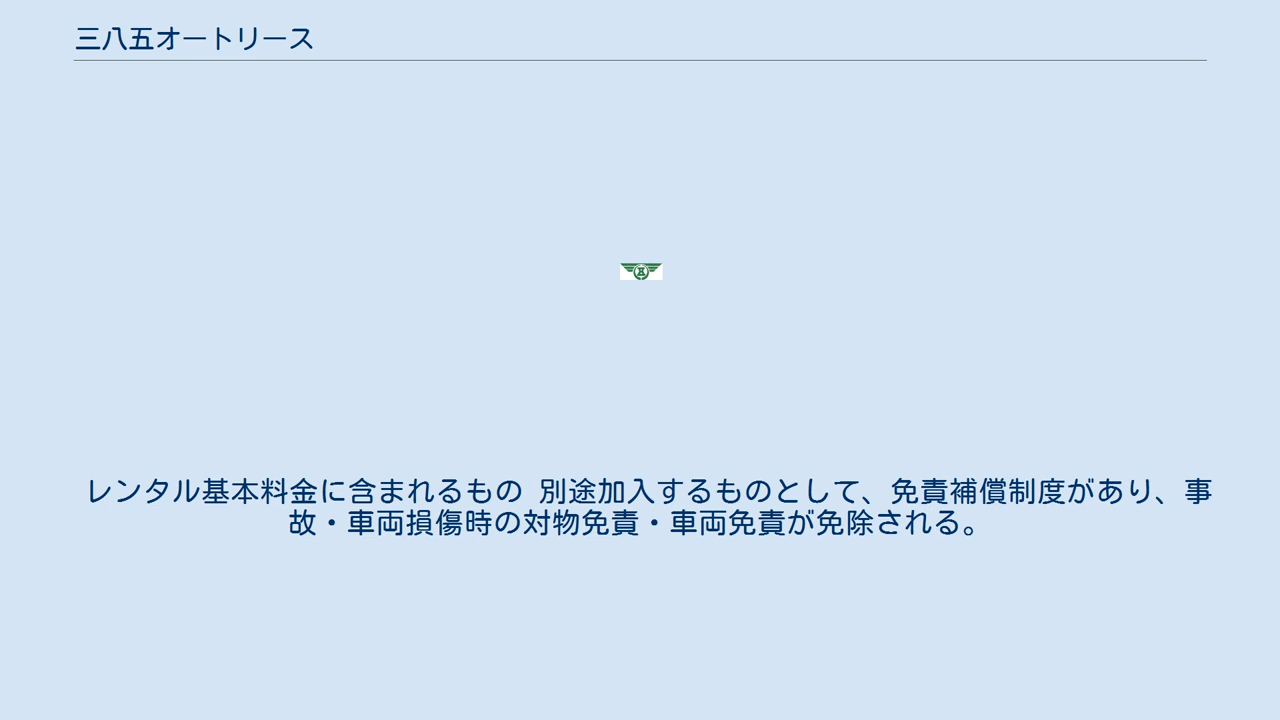 三八五オートリース
レンタル基本料金に含まれるもの 別途加入するものとして、免責補償制度があり、事
故・車両損傷時の対物免責・車両免責が免除される。